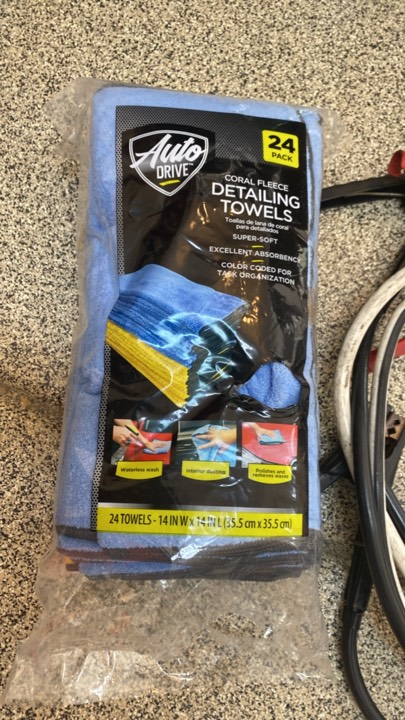 Auto
DRIVE
24
PACK
CORAL FLEECE
DETAILING
TOWELS
Toallas de lana de coral
para detallados
SUPER-SOFT
EXCELLENT ABSORBENCY
COLOR CODED FOR
TASK ORGANIZATION
Waterless wash
Interior dusting
Polishes and
removes waxes
24 TOWELS - 14 IN W x 14 IN L (35.5 cm x 35.5 cm)